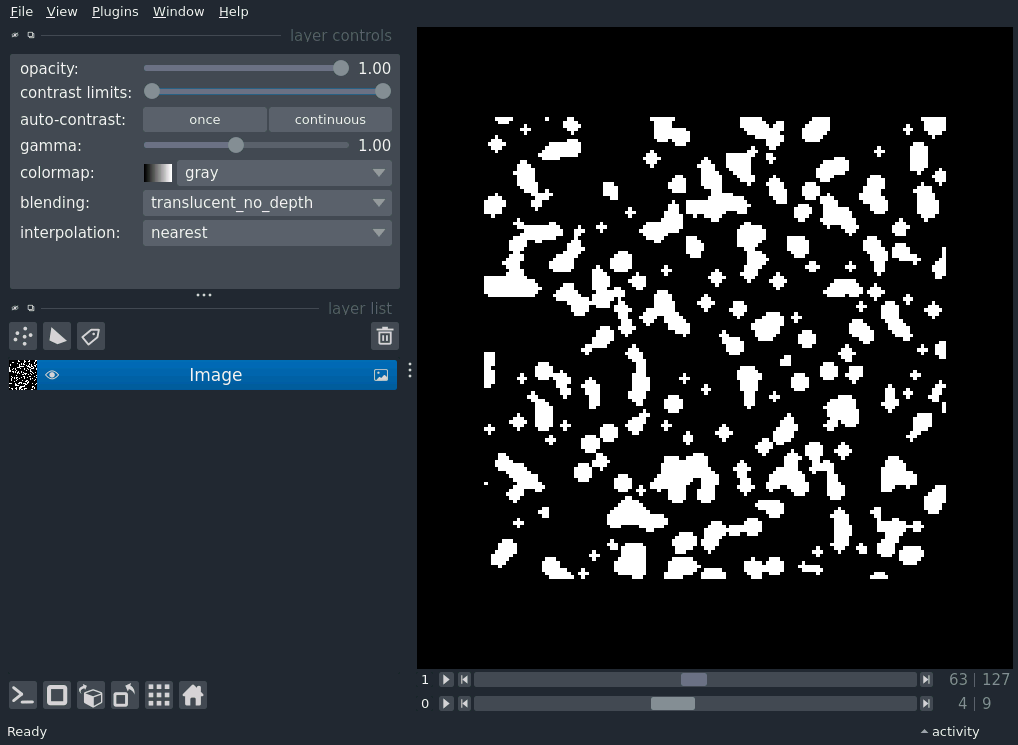 File View Plugins Window Help
layer controls
opacity: 1.00
contrast limits:
auto-contrast: once continuous
gamma: 1.00
colormap: gray
blending: translucent_no_depth
interpolation: nearest
layer list
Image
1 63 | 127
0 4 | 9
Ready activity